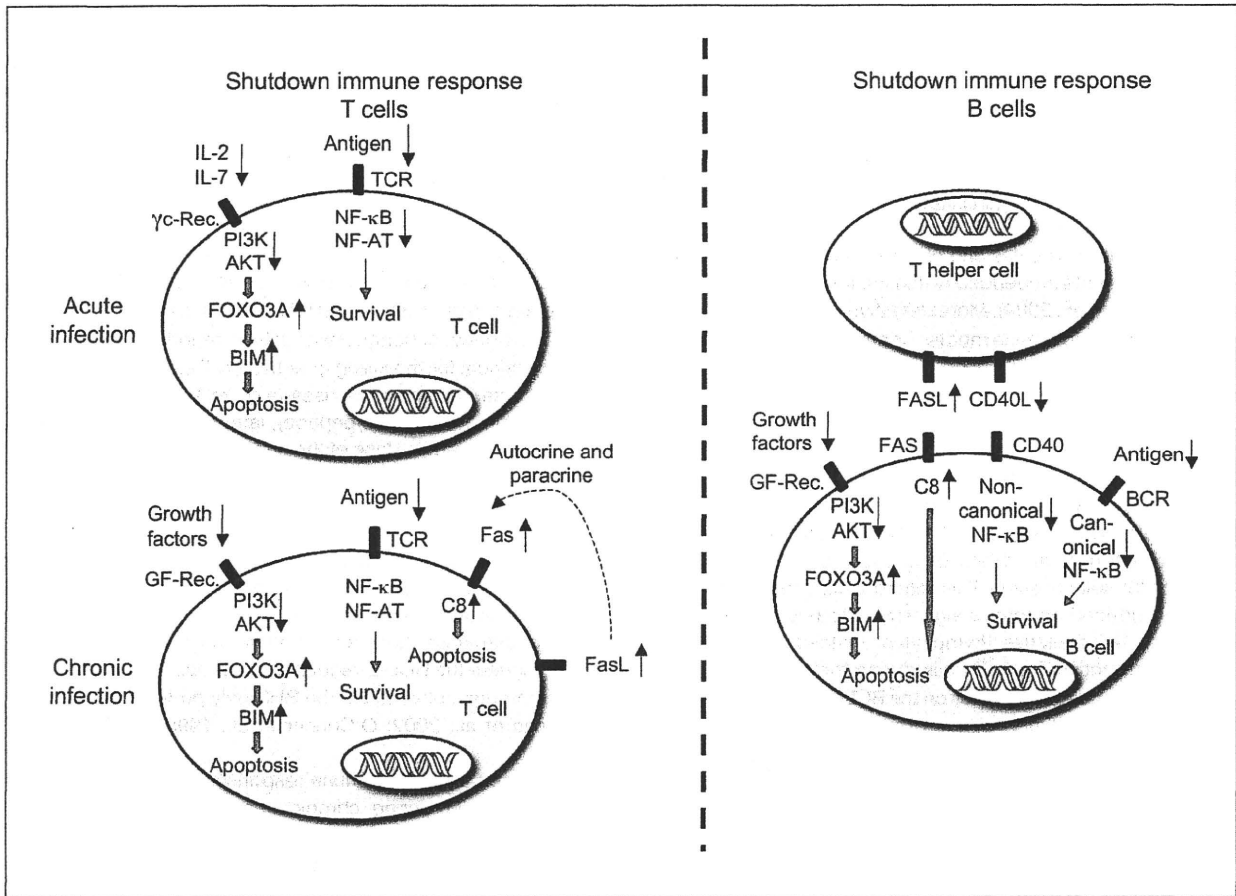 Shutdown immune response
T cells
Acute
infection
IL-2
IL-7
γc-Rec.
Antigen
TCR
PI3K
AKT
FOXO3A
BIM
Apoptosis
NF-κB
NF-AT
Survival
T cell
Chronic
infection
Growth
factors
GF-Rec.
Antigen
TCR
Autocrine and
paracrine
Fas
PI3K
AKT
FOXO3A
BIM
Apoptosis
NF-κB
NF-AT
Survival
C8
Apoptosis
FasL
T cell
Shutdown immune response
B cells
T helper cell
FASL
CD40L
Growth
factors
GF-Rec.
FAS
CD40
Antigen
BCR
PI3K
AKT
FOXO3A
BIM
Apoptosis
C8
Non-
canonical
NF-κB
Can-
onical
NF-κB
Survival
B cell